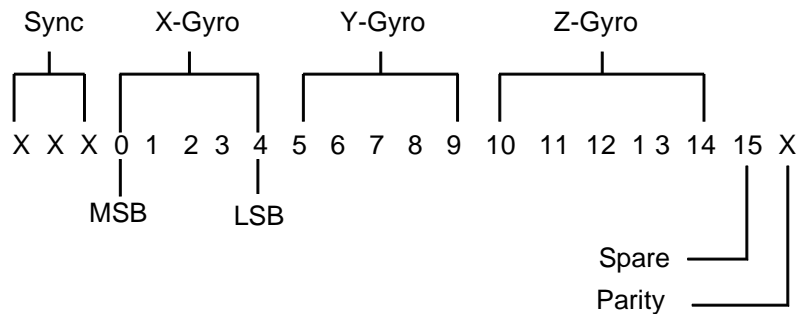 Sync X-Gyro Y-Gyro Z-Gyro
X X X 0 1 2 3 4 5 6 7 8 9 10 11 12 1 3 14 15 X
MSB LSB
Spare
Parity